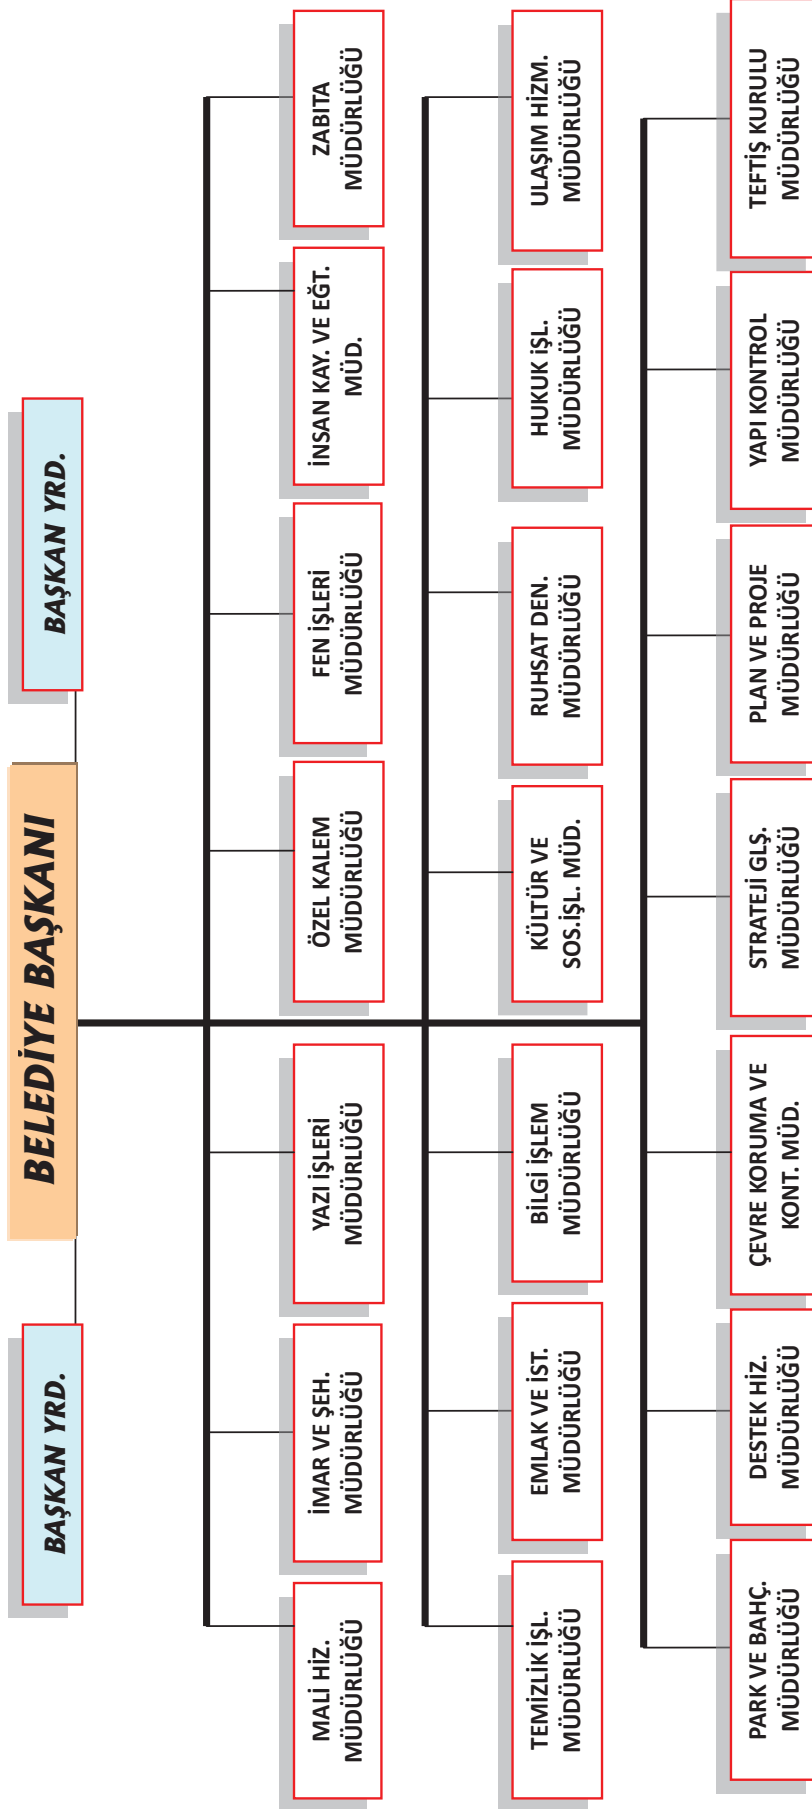 BAŞKAN YRD.
BELEDİYE BAŞKANI
BAŞKAN YRD.
MALİ HİZ.
MÜDÜRLÜĞÜ
İMAR VE ŞEH.
MÜDÜRLÜĞÜ
YAZI İŞLERİ
MÜDÜRLÜĞÜ
ÖZEL KALEM
MÜDÜRLÜĞÜ
FEN İŞLERİ
MÜDÜRLÜĞÜ
İNSAN KAY. VE EĞT.
MÜD.
ZABITA
MÜDÜRLÜĞÜ
TEMİZLİK İŞL.
MÜDÜRLÜĞÜ
EMLAK VE İST.
MÜDÜRLÜĞÜ
BİLGİ İŞLEM
MÜDÜRLÜĞÜ
KÜLTÜR VE
SOS.İŞL. MÜD.
RUHSAT DEN.
MÜDÜRLÜĞÜ
HUKUK İŞL.
MÜDÜRLÜĞÜ
ULAŞIM HİZM.
MÜDÜRLÜĞÜ
PARK VE BAHÇ.
MÜDÜRLÜĞÜ
DESTEK HİZ.
MÜDÜRLÜĞÜ
ÇEVRE KORUMA VE
KONT. MÜD.
STRATEJİ GLŞ.
MÜDÜRLÜĞÜ
PLAN VE PROJE
MÜDÜRLÜĞÜ
YAPI KONTROL
MÜDÜRLÜĞÜ
TEFTİŞ KURULU
MÜDÜRLÜĞÜ